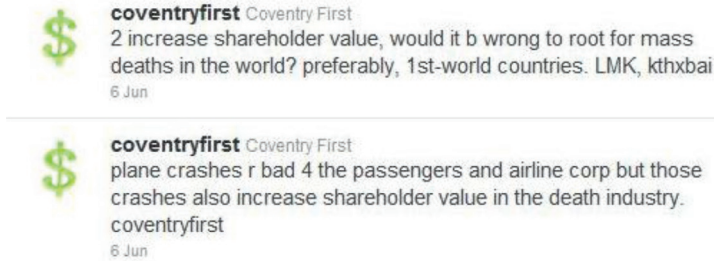 coventryfirst Coventry First
2 increase shareholder value, would it b wrong to root for mass
deaths in the world? preferably, 1st-world countries. LMK, kthxbai
6 Jun
coventryfirst Coventry First
plane crashes r bad 4 the passengers and airline corp but those
crashes also increase shareholder value in the death industry.
coventryfirst
6 Jun